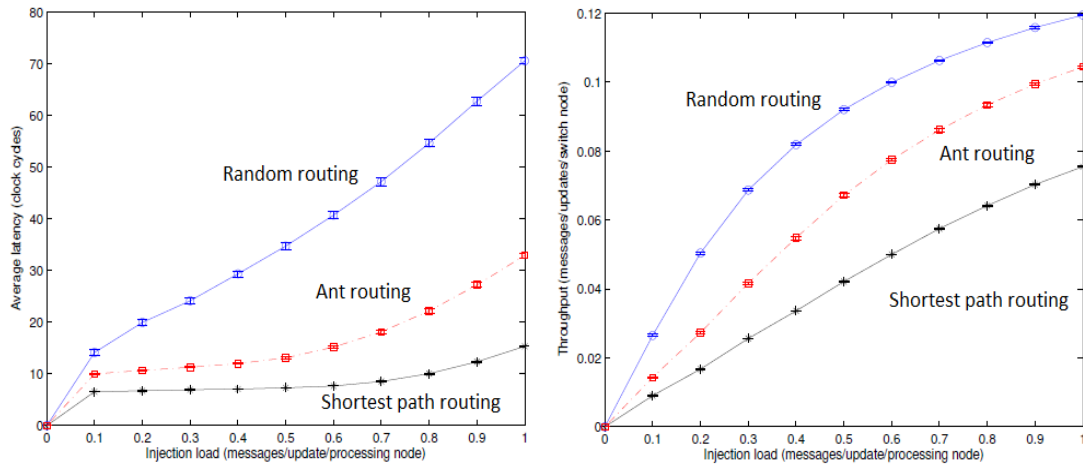 80
70
60
50
40
30
20
10
0
Average latency (clock cycles)
Random routing
Ant routing
Shortest path routing
0 0.1 0.2 0.3 0.4 0.5 0.6 0.7 0.8 0.9 1
Injection load (messages/update/processing node)
0.12
0.1
0.08
0.06
0.04
0.02
0
Throughput (messages/updates/switch node)
Random routing
Ant routing
Shortest path routing
0 0.1 0.2 0.3 0.4 0.5 0.6 0.7 0.8 0.9 1
Injection load (messages/update/processing node)